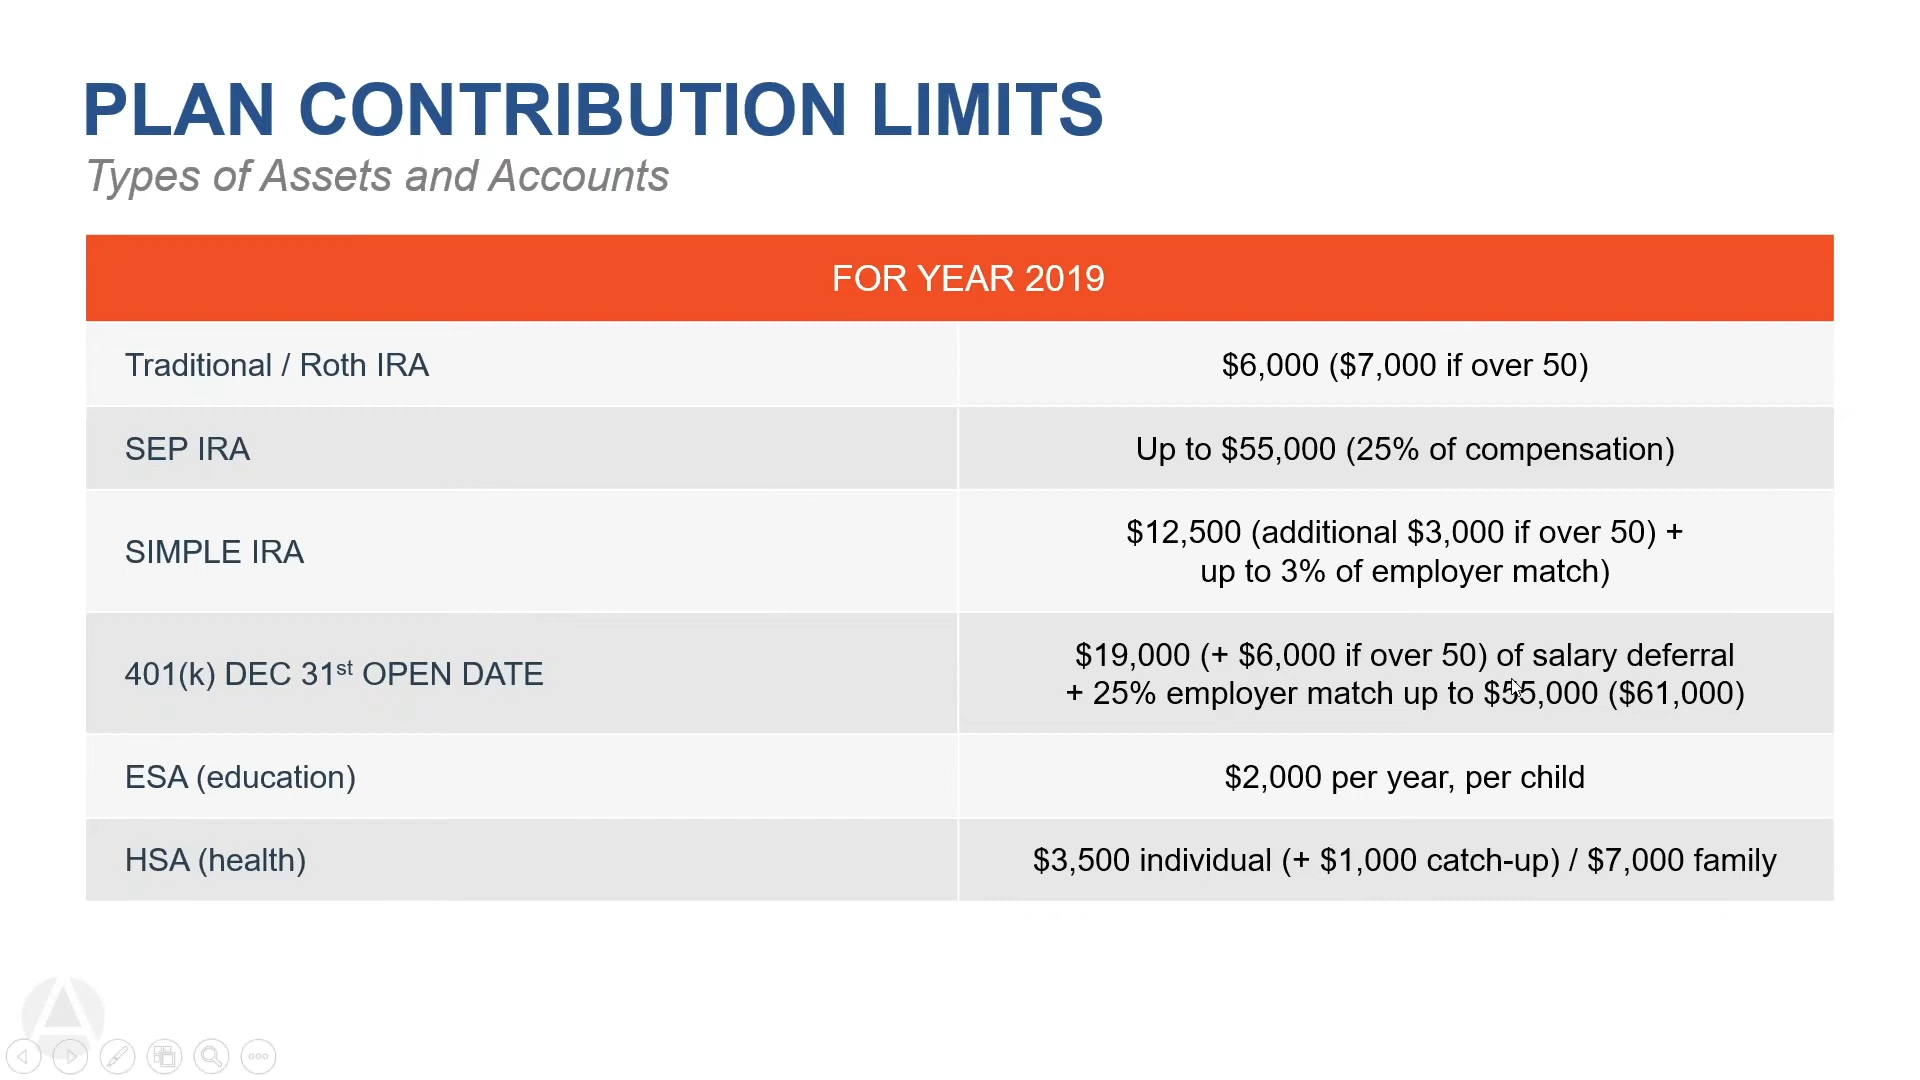 PLAN CONTRIBUTION LIMITS
Types of Assets and Accounts
FOR YEAR 2019
Traditional / Roth IRA
$6,000 ($7,000 if over 50)
SEP IRA
Up to $55,000 (25% of compensation)
SIMPLE IRA
$12,500 (additional $3,000 if over 50) +
up to 3% of employer match)
401(k) DEC 31st OPEN DATE
$19,000 (+ $6,000 if over 50) of salary deferral
+ 25% employer match up to $55,000 ($61,000)
ESA (education)
$2,000 per year, per child
HSA (health)
$3,500 individual (+ $1,000 catch-up) / $7,000 family